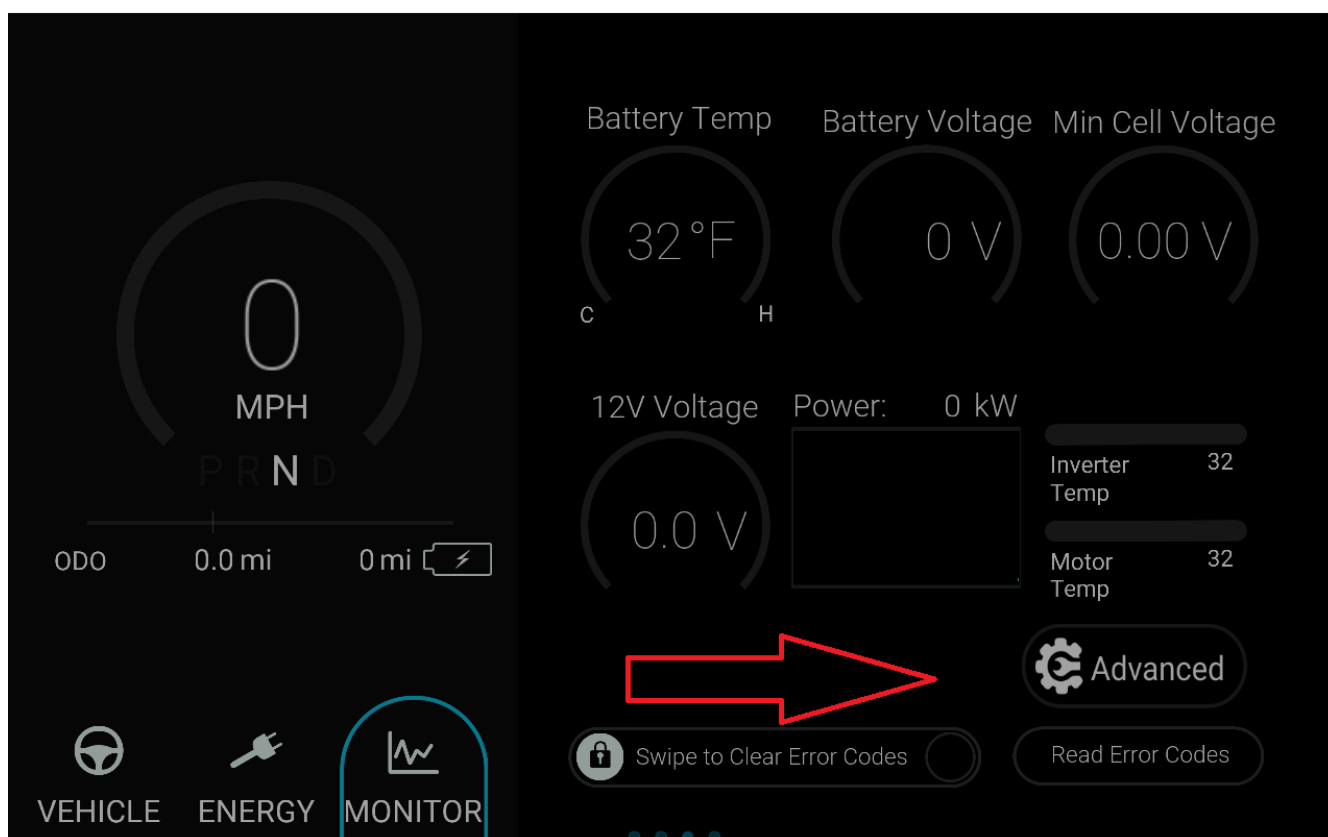 Battery Temp
Battery Voltage
Min Cell Voltage
32 °F
0 V
0.00 V
C
H
0
MPH
P R N D
ODO
0.0 mi
0 mi
12V Voltage
Power: 0 kW
0.0 V
Inverter
Temp
32
Motor
Temp
32
Advanced
Swipe to Clear Error Codes
Read Error Codes
VEHICLE
ENERGY
MONITOR